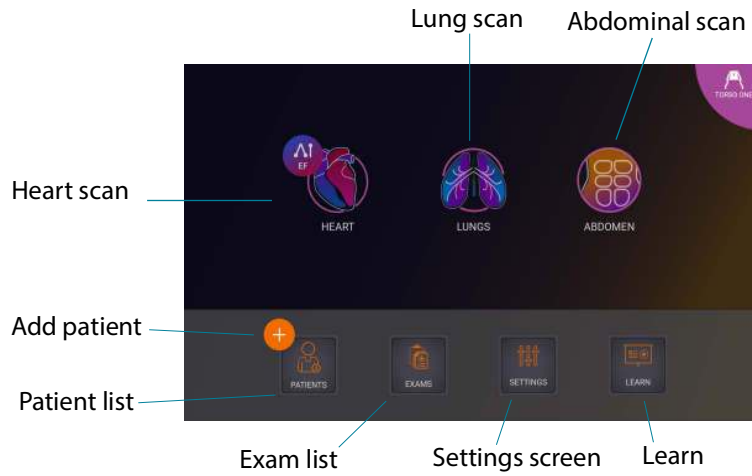 Lung scan
Abdominal scan
TORSO ONE
AI
EF
Heart scan
HEART
LUNGS
ABDOMEN
Add patient
+
PATIENTS
EXAMS
SETTINGS
LEARN
Patient list
Exam list
Settings screen
Learn